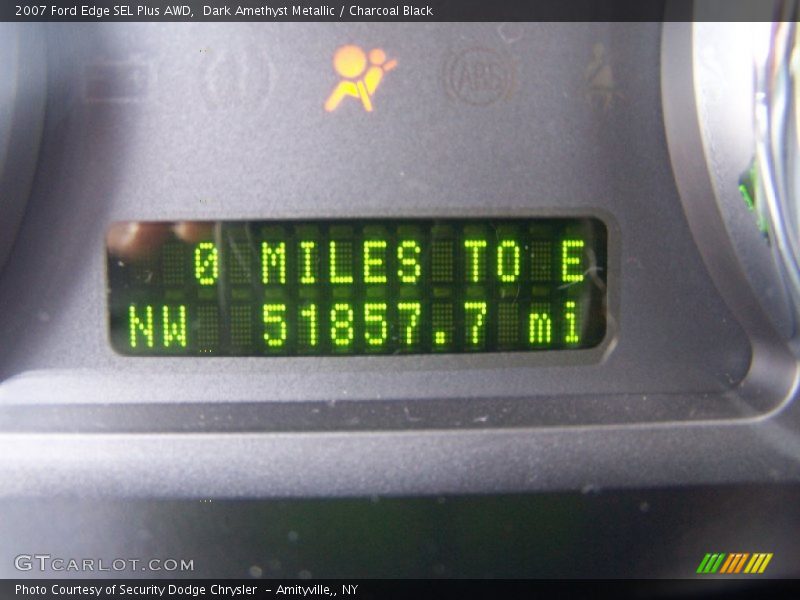 2007 Ford Edge SEL Plus AWD,  Dark Amethyst Metallic / Charcoal Black
ABS
0 MILES TO E
NW 51857.7 mi
GTCARLOT.COM
Photo Courtesy of Security Dodge Chrysler  - Amityville,, NY